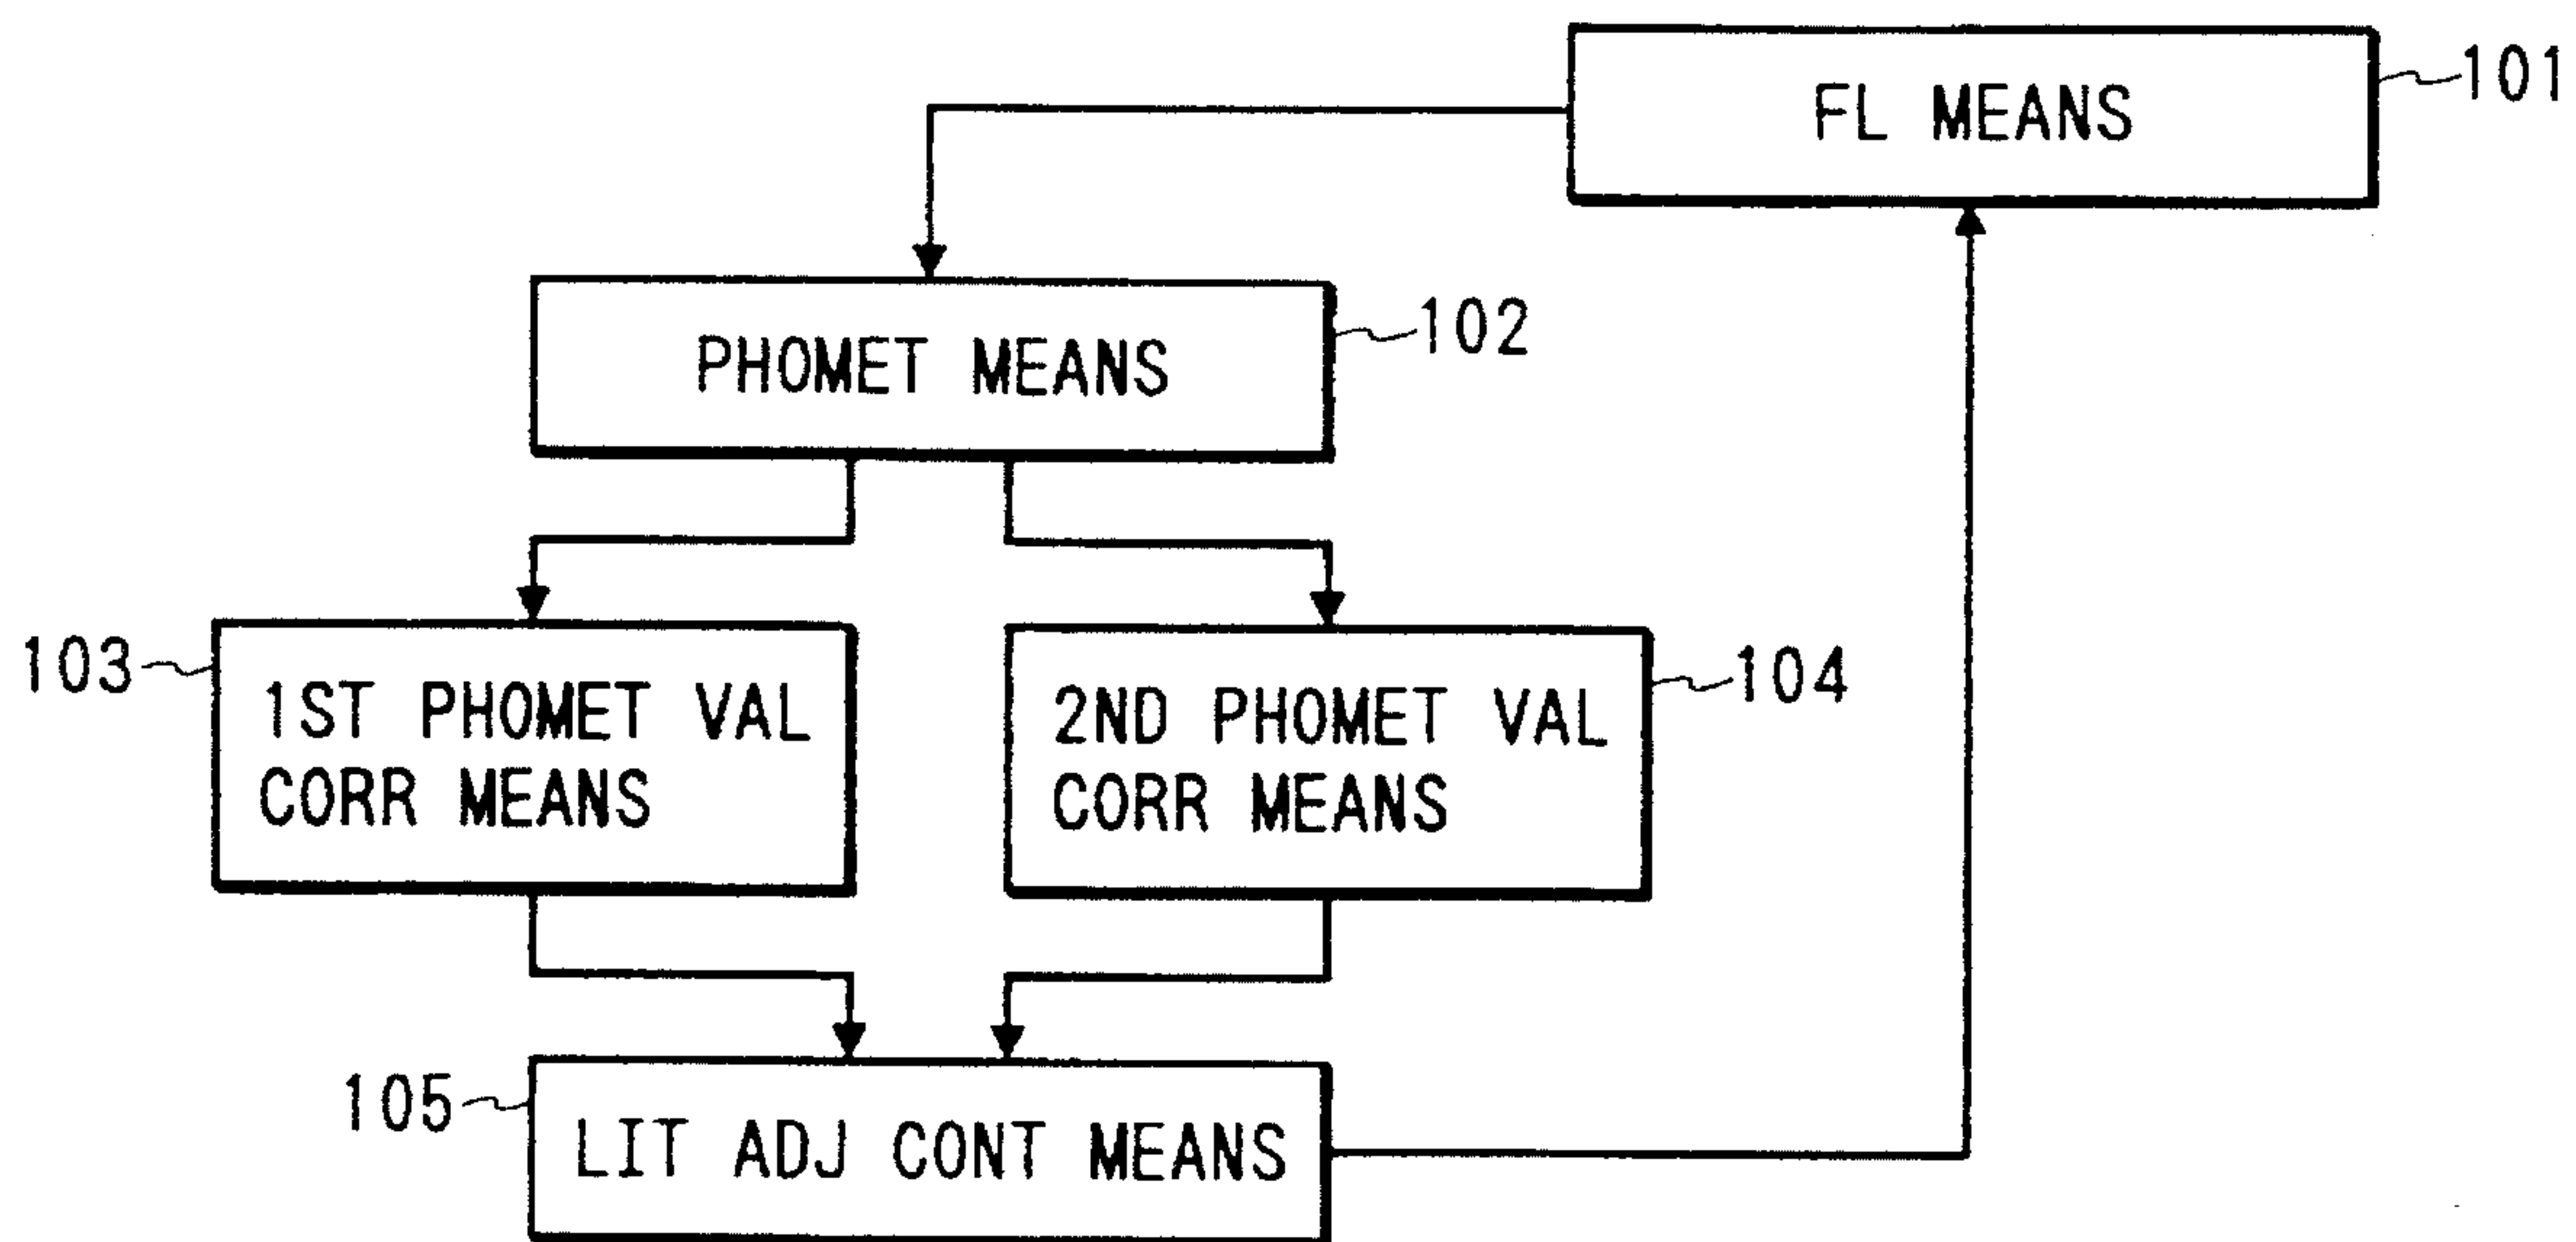 FL MEANS
101
PHOMET MEANS
102
103
1ST PHOMET VAL
CORR MEANS
2ND PHOMET VAL
CORR MEANS
104
105
LIT ADJ CONT MEANS